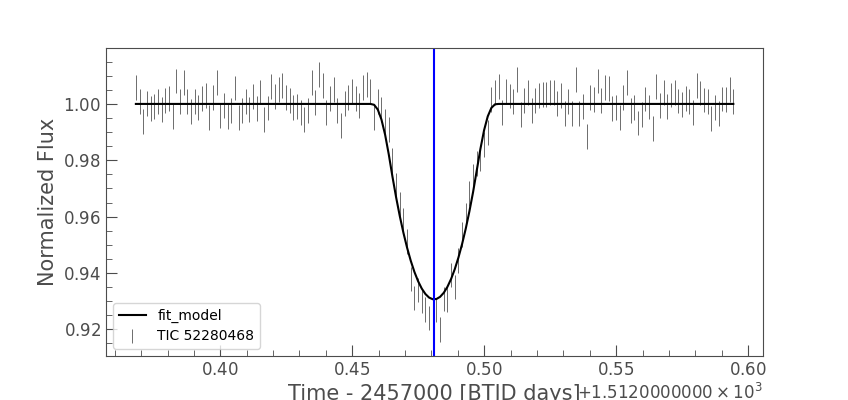 Normalized Flux
1.00
0.98
0.96
0.94
0.92
fit_model
TIC 52280468
0.40 0.45 0.50 0.55 0.60
Time - 2457000 [BTJD days]
+1.5120000000 × 10³